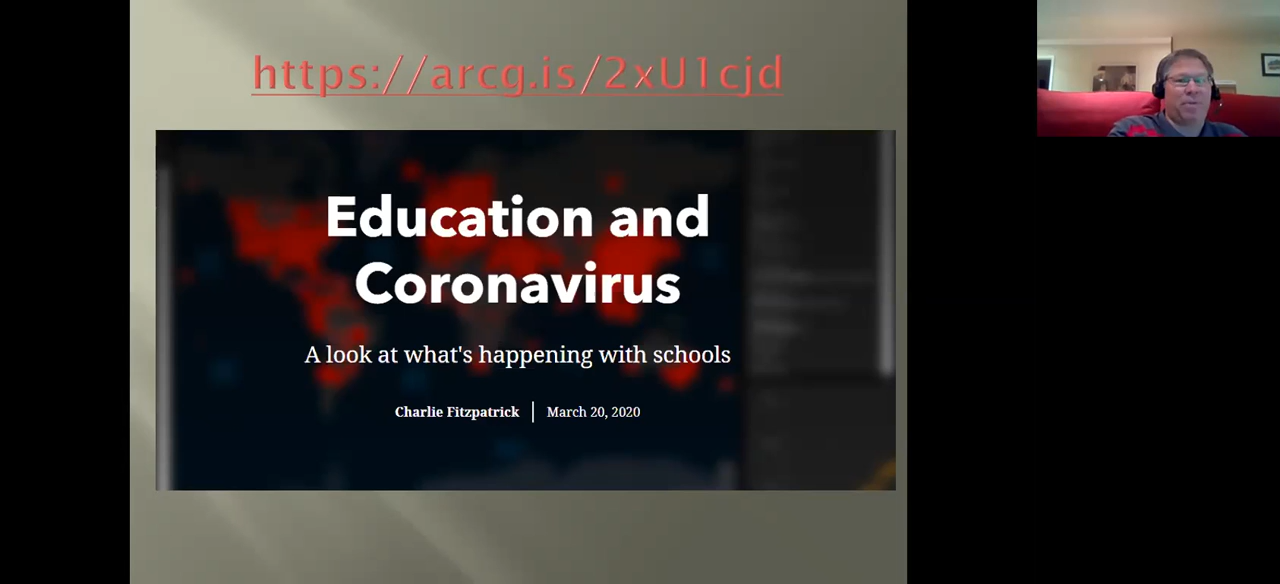 https://arcg.is/2xU1cjd
Education and
Coronavirus
A look at what's happening with schools
Charlie Fitzpatrick | March 20, 2020